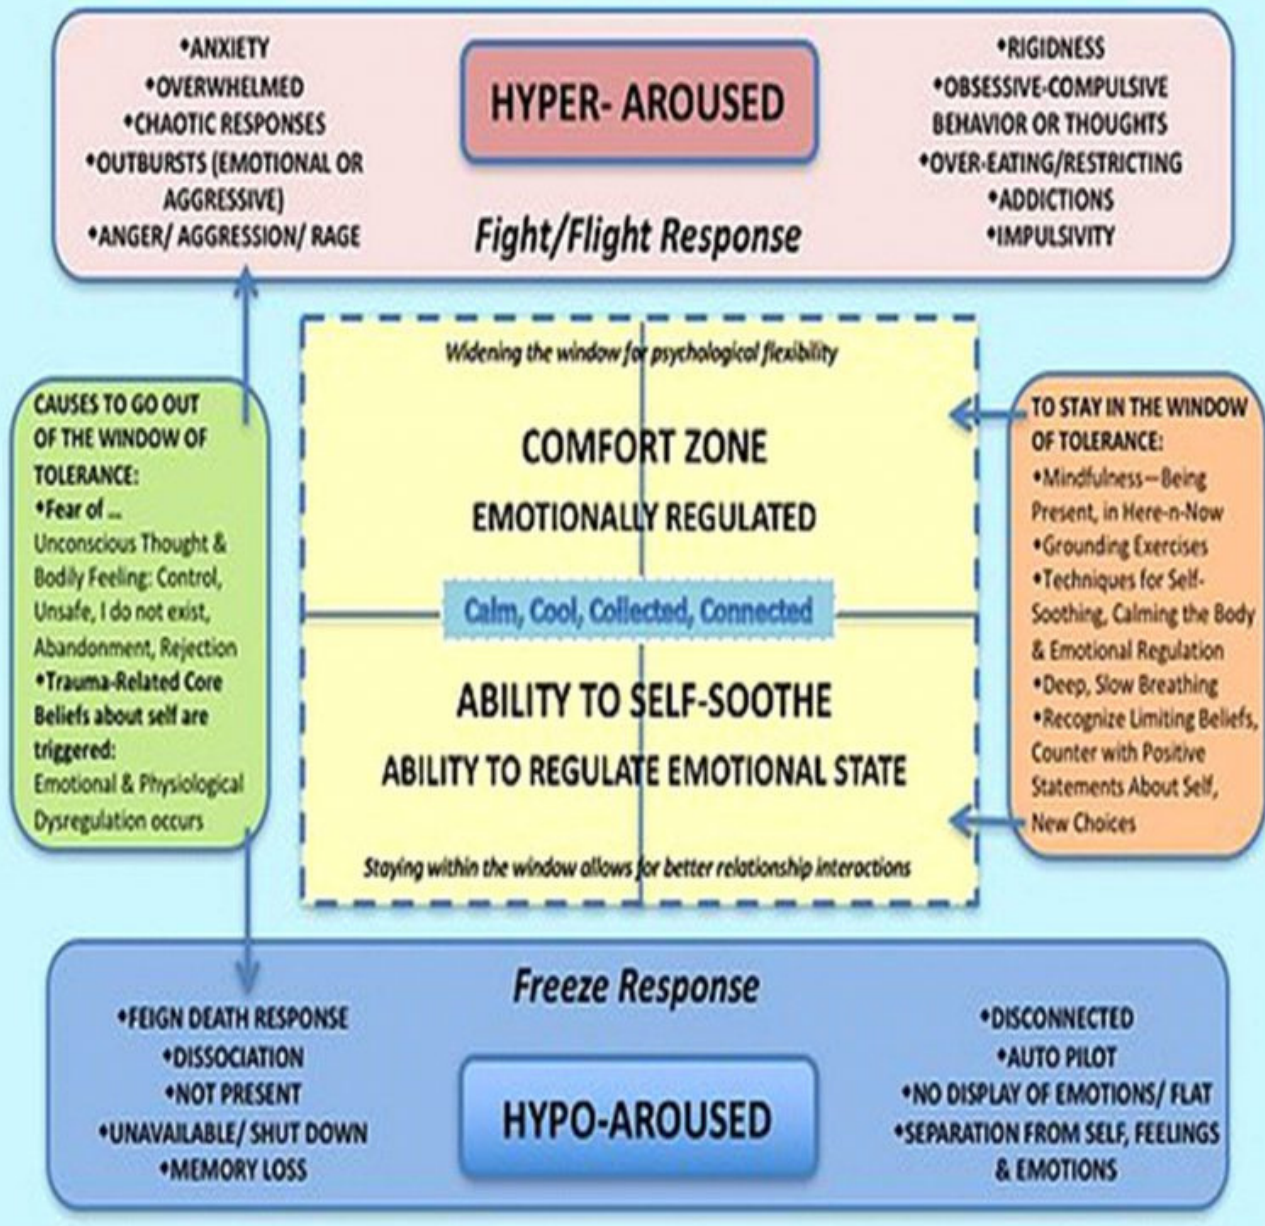 •ANXIETY
•OVERWHELMED
•CHAOTIC RESPONSES
•OUTBURSTS (EMOTIONAL OR
AGGRESSIVE)
•ANGER/ AGGRESSION/ RAGE
HYPER- AROUSED
Fight/Flight Response
•RIGIDNESS
•OBSESSIVE-COMPULSIVE
BEHAVIOR OR THOUGHTS
•OVER-EATING/RESTRICTING
•ADDICTIONS
•IMPULSIVITY
CAUSES TO GO OUT
OF THE WINDOW OF
TOLERANCE:
•Fear of ...
Unconscious Thought &
Bodily Feeling: Control,
Unsafe, I do not exist,
Abandonment, Rejection
•Trauma-Related Core
Beliefs about self are
triggered:
Emotional & Physiological
Dysregulation occurs
Widening the window for psychological flexibility
COMFORT ZONE
EMOTIONALLY REGULATED
Calm, Cool, Collected, Connected
ABILITY TO SELF-SOOTHE
ABILITY TO REGULATE EMOTIONAL STATE
Staying within the window allows for better relationship interactions
TO STAY IN THE WINDOW
OF TOLERANCE:
•Mindfulness—Being
Present, in Here-n-Now
•Grounding Exercises
•Techniques for Self-
Soothing, Calming the Body
& Emotional Regulation
•Deep, Slow Breathing
•Recognize Limiting Beliefs,
Counter with Positive
Statements About Self,
New Choices
Freeze Response
•FEIGN DEATH RESPONSE
•DISSOCIATION
•NOT PRESENT
•UNAVAILABLE/ SHUT DOWN
•MEMORY LOSS
HYPO-AROUSED
•DISCONNECTED
•AUTO PILOT
•NO DISPLAY OF EMOTIONS/ FLAT
•SEPARATION FROM SELF, FEELINGS
& EMOTIONS